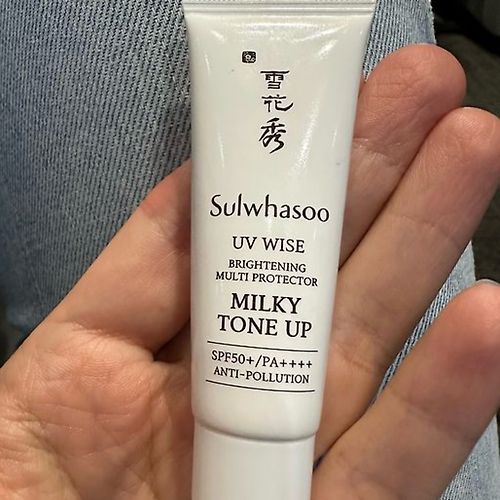 雪
花
秀
Sulwhasoo
UV WISE
BRIGHTENING
MULTI PROTECTOR
MILKY
TONE UP
SPF50+/PA++++
ANTI-POLLUTION